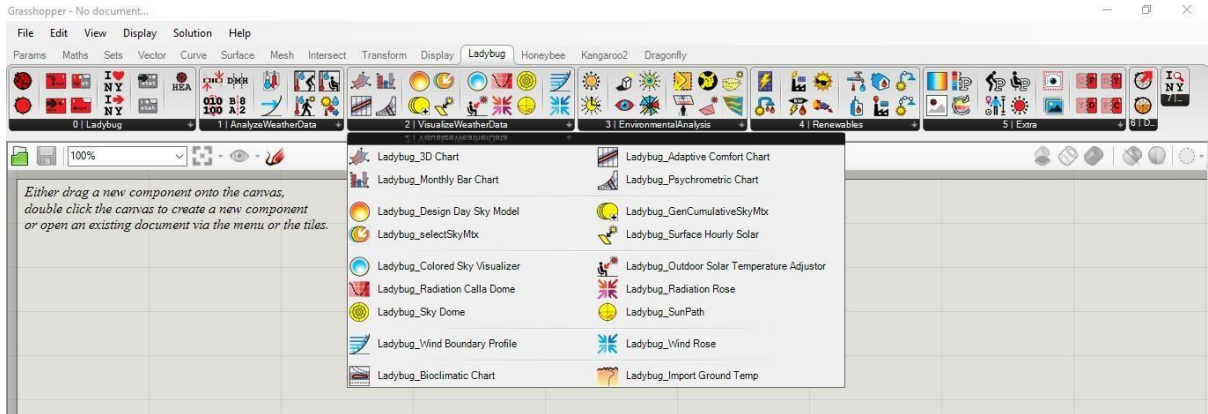 Grasshopper - No document...
File Edit View Display Solution Help
Params Maths Sets Vector Curve Surface Mesh Intersect Transform Display Ladybug Honeybee Kangaroo2 Dragonfly
0 | Ladybug 1 | AnalyzeWeatherData 2 | VisualizeWeatherData 3 | EnvironmentalAnalysis 4 | Renewables 5 | Extra
100%
Either drag a new component onto the canvas,
double click the canvas to create a new component
or open an existing document via the menu or the tiles.
Ladybug_3D Chart Ladybug_Adaptive Comfort Chart
Ladybug_Monthly Bar Chart Ladybug_Psychrometric Chart
Ladybug_Design Day Sky Model Ladybug_GenCumulativeSkyMtx
Ladybug_selectSkyMtx Ladybug_Surface Hourly Solar
Ladybug_Colored Sky Visualizer Ladybug_Outdoor Solar Temperature Adjustor
Ladybug_Radiation Calla Dome Ladybug_Radiation Rose
Ladybug_Sky Dome Ladybug_SunPath
Ladybug_Wind Boundary Profile Ladybug_Wind Rose
Ladybug_Bioclimatic Chart Ladybug_Import Ground Temp